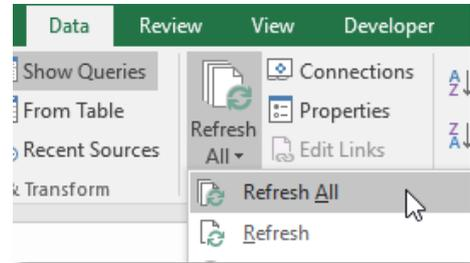 Data Review View Developer
Show Queries
From Table
Recent Sources
& Transform
Refresh
All
Connections
Properties
Edit Links
A
Z
Z
A
Refresh All
Refresh